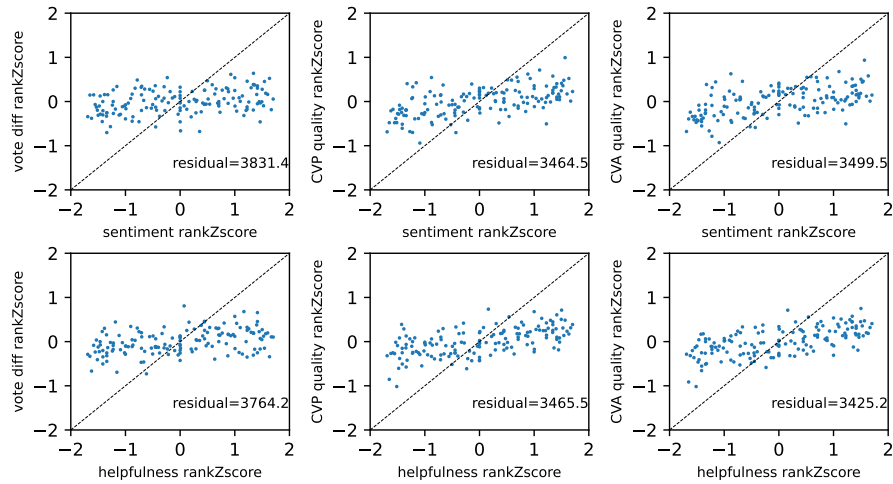 2
1
0
−1
−2
vote diff rankZscore
residual=3831.4
−2 −1 0 1 2
sentiment rankZscore
2
1
0
−1
−2
CVP quality rankZscore
residual=3464.5
−2 −1 0 1 2
sentiment rankZscore
2
1
0
−1
−2
CVA quality rankZscore
residual=3499.5
−2 −1 0 1 2
sentiment rankZscore
2
1
0
−1
−2
vote diff rankZscore
residual=3764.2
−2 −1 0 1 2
helpfulness rankZscore
2
1
0
−1
−2
CVP quality rankZscore
residual=3465.5
−2 −1 0 1 2
helpfulness rankZscore
2
1
0
−1
−2
CVA quality rankZscore
residual=3425.2
−2 −1 0 1 2
helpfulness rankZscore